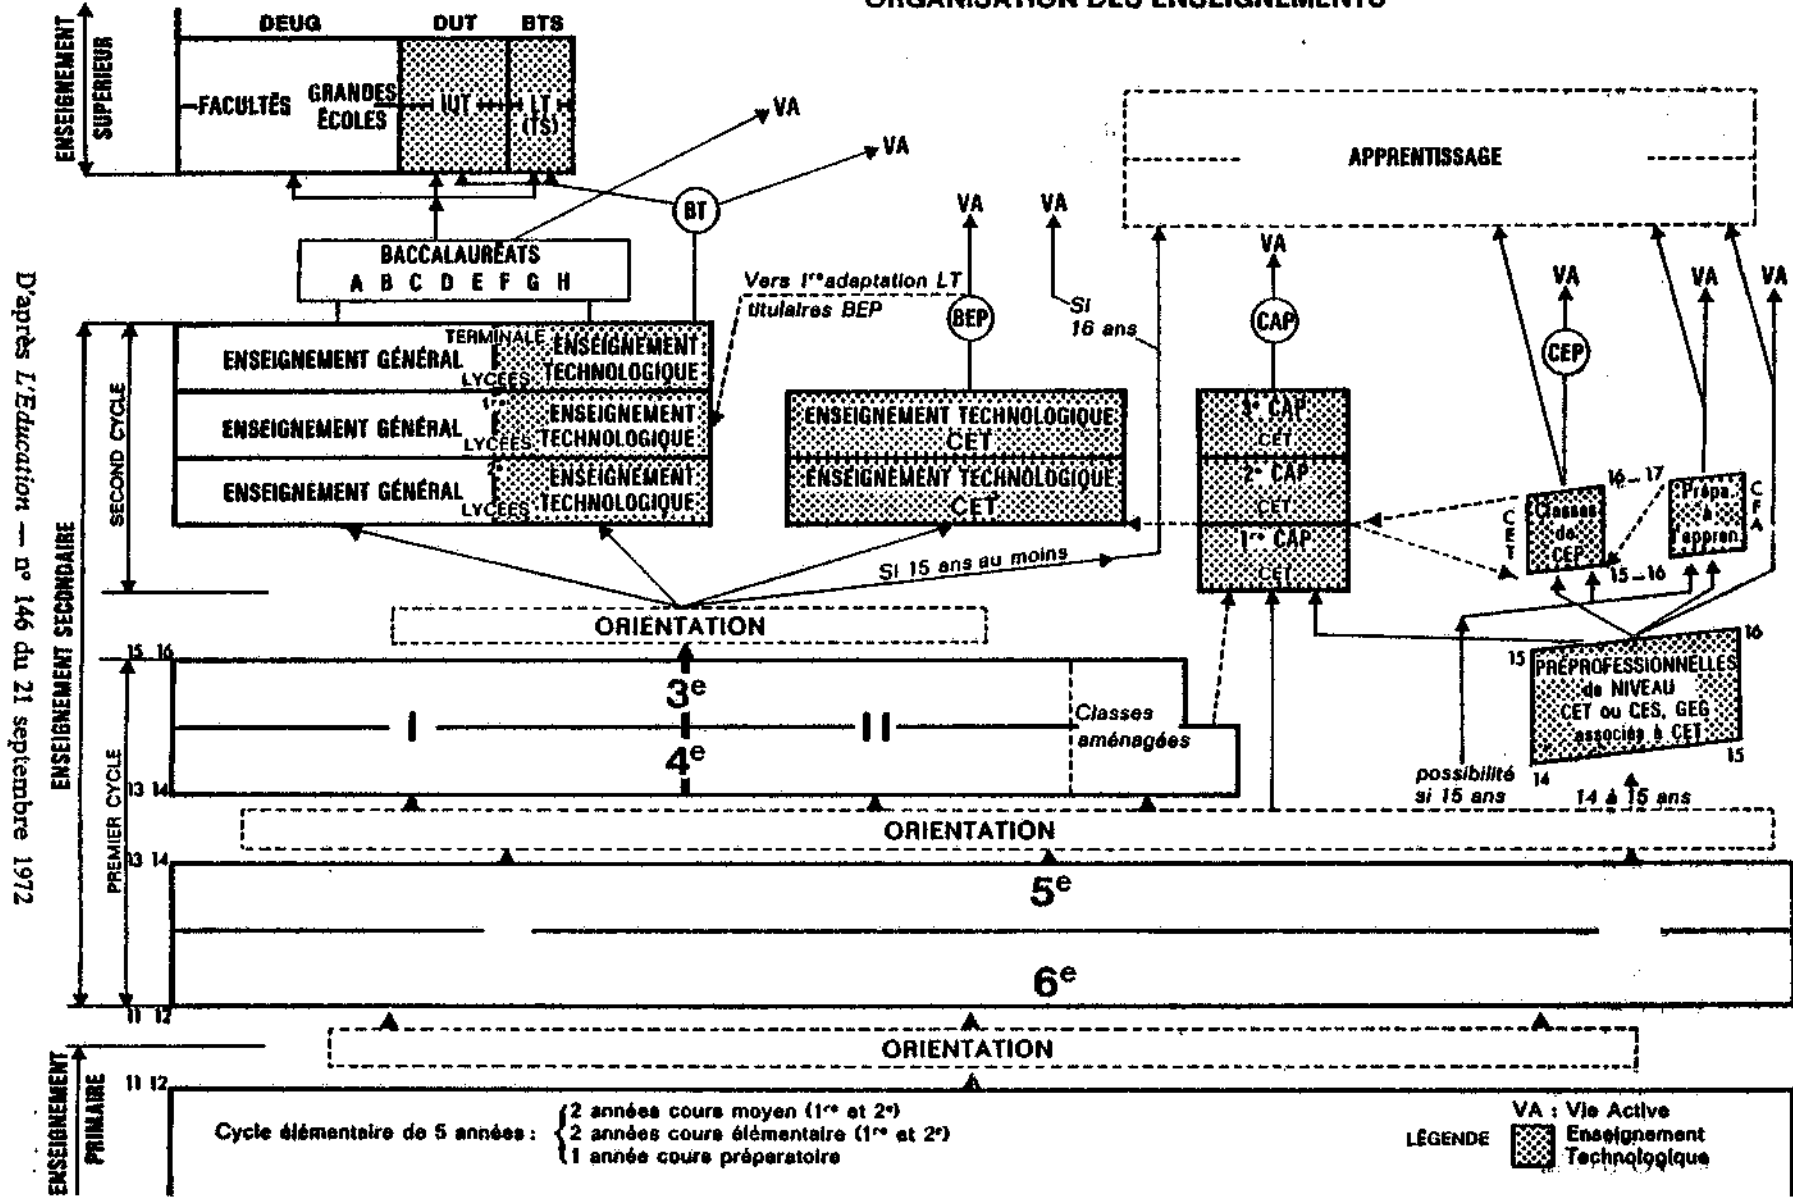 ORGANISATION DES ENSEIGNEMENTS
ENSEIGNEMENT
SUPERIEUR
DEUG
DUT
BTS
FACULTÉS
GRANDES
ÉCOLES
IUT
LT
(TS)
VA
VA
BT
BACCALAURÉATS
A B C D E F G H
APPRENTISSAGE
VA
VA
VA
VA
VA
VA
Vers 1re adaptation LT
titulaires BEP
BEP
Si
16 ans
CAP
CEP
ENSEIGNEMENT SECONDAIRE
SECOND CYCLE
TERMINALE
ENSEIGNEMENT GÉNÉRAL
LYCÉES
ENSEIGNEMENT
TECHNOLOGIQUE
1re
ENSEIGNEMENT GÉNÉRAL
LYCÉES
ENSEIGNEMENT
TECHNOLOGIQUE
2e
ENSEIGNEMENT GÉNÉRAL
LYCÉES
ENSEIGNEMENT
TECHNOLOGIQUE
ENSEIGNEMENT TECHNOLOGIQUE
CET
ENSEIGNEMENT TECHNOLOGIQUE
CET
3e CAP
CET
2e CAP
CET
1re CAP
CET
CET
16-17
Classes
de
CEP
15-16
Prépa.
à
l'appren.
CFA
SI 15 ans au moins
ORIENTATION
PREMIER CYCLE
15 16
3e
I
II
4e
Classes
aménagées
13 14
15
16
PRÉPROFESSIONNELLES
de NIVEAU
CET ou CES, GEG
associés à CET
14
15
possibilité
si 15 ans
14 à 15 ans
ORIENTATION
13 14
5e
6e
11 12
ORIENTATION
ENSEIGNEMENT
PRIMAIRE
11 12
Cycle élémentaire de 5 années :
2 années cours moyen (1re et 2e)
2 années cours élémentaire (1re et 2e)
1 année cours préparatoire
LÉGENDE
VA : Vie Active
Enseignement
Technologique
D'après L'Education — n° 146 du 21 septembre 1972